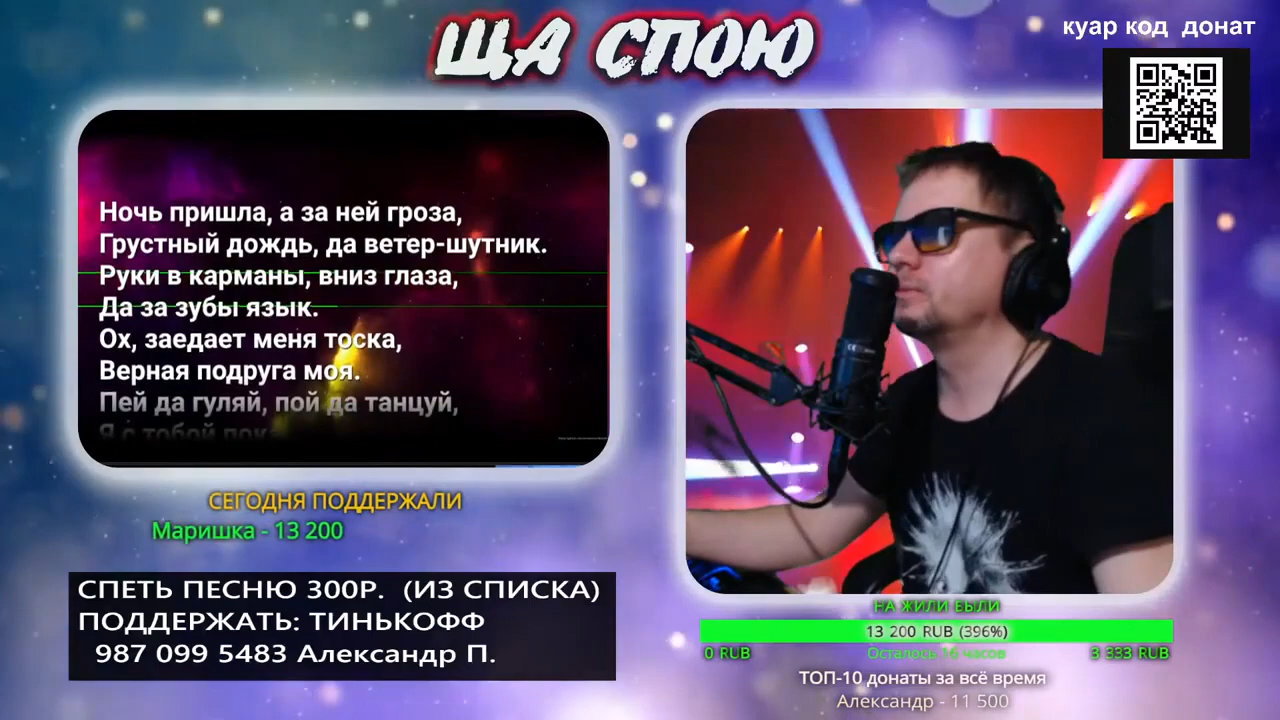 ЩА СПОЮ
куар код донат
Ночь пришла, а за ней гроза,
Грустный дождь, да ветер-шутник.
Руки в карманы, вниз глаза,
Да за зубы язык.
Ох, заедает меня тоска,
Верная подруга моя.
Пей да гуляй, пой да танцуй,
Я с тобой пока
СЕГОДНЯ ПОДДЕРЖАЛИ
Маришка - 13 200
СПЕТЬ ПЕСНЮ 300Р. (ИЗ СПИСКА)
ПОДДЕРЖАТЬ: ТИНЬКОФФ
987 099 5483 Александр П.
НА ЖИЛИ БЫЛИ
13 200 RUB (396%)
0 RUB
Осталось 16 часов
3 333 RUB
ТОП-10 донаты за всё время
Александр - 11 500